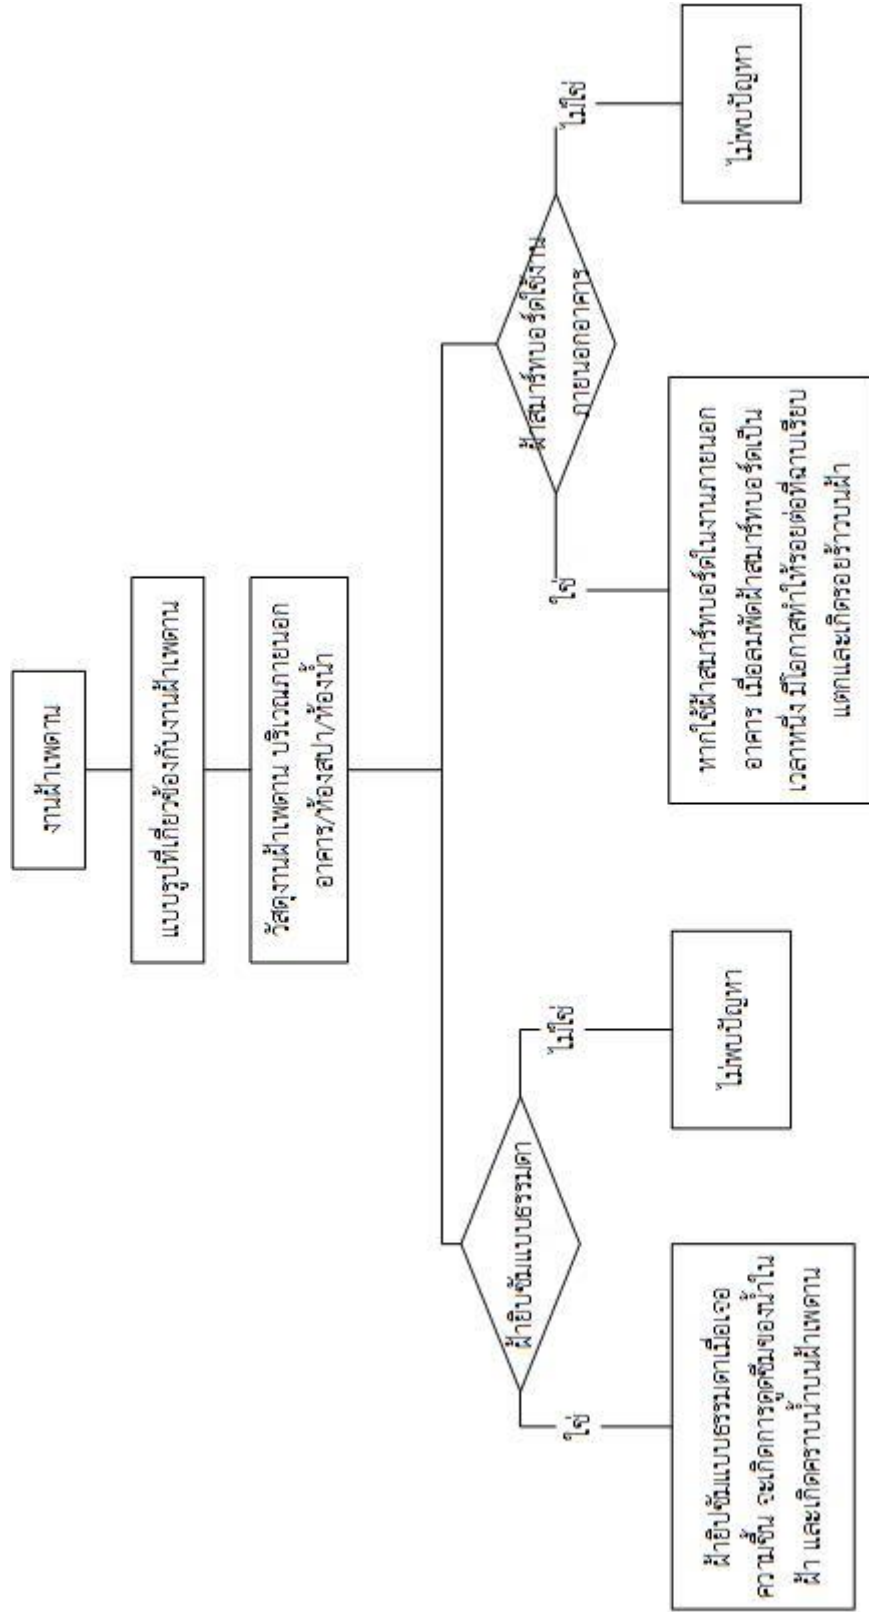 งานฝ้าเพดาน
แบบรูปที่เกี่ยวข้องกับงานฝ้าเพดาน
วัสดุงานฝ้าเพดาน บริเวณภายนอก
อาคาร/ห้องสปา/ห้องน้ำ
ฝ้ายิปซัมแบบธรรมดา
ใช่
ไม่ใช่
ฝ้ายิปซัมแบบธรรมดาเมื่อเจอ
ความชื้น จะเกิดการดูดซึมของน้ำใน
ฝ้า และเกิดคราบน้ำบนฝ้าเพดาน
ไม่พบปัญหา
ฝ้าสมาร์ทบอร์ดใช้งาน
ภายนอกอาคาร
ใช่
ไม่ใช่
หากใช้ฝ้าสมาร์ทบอร์ดในงานภายนอก
อาคาร เมื่อลมพัดฝ้าสมาร์ทบอร์ดเป็น
เวลาหนึ่ง มีโอกาสทำให้รอยต่อที่ฉาบเรียบ
แตกและเกิดรอยร้าวบนฝ้า
ไม่พบปัญหา